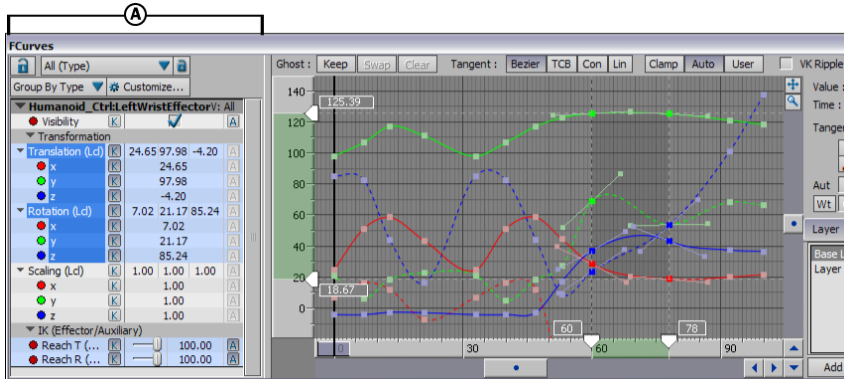 A
FCurves
All (Type)
Ghost : Keep Swap Clear Tangent : Bezier TCB Con Lin Clamp Auto User VK Ripple
Group By Type Customize...
Humanoid_Ctrl:LeftWristEffector V: All
Visibility K A
Transformation
Translation (Lcl) K 24.65 97.98 -4.20 A
x K 24.65 A
y K 97.98 A
z K -4.20 A
Rotation (Lcl) K 7.02 21.17 85.24 A
x K 7.02 A
y K 21.17 A
z K 85.24 A
Scaling (Lcl) K 1.00 1.00 1.00 A
x K 1.00 A
y K 1.00 A
z K 1.00 A
IK (Effector/Auxiliary)
Reach T (... K 100.00 A
Reach R (... K 100.00 A
140
125.39
120
100
80
60
40
20
18.67
0
60 78
0 30 60 90
Value :
Time :
Tange
Aut
Wt
Layer
Base L
Layer
Add